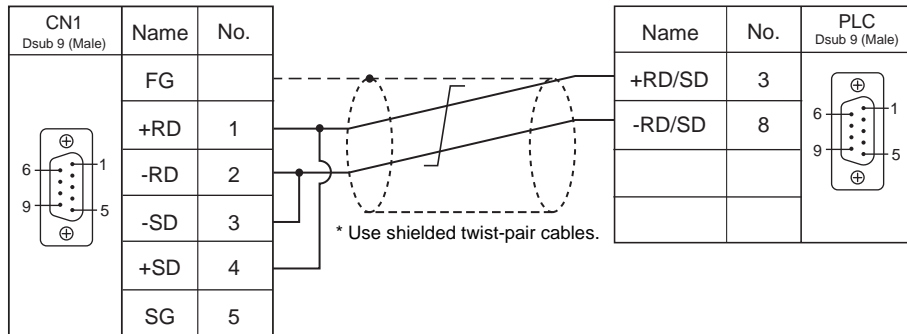 CN1
Dsub 9 (Male)
Name No.
FG
+RD 1
-RD 2
-SD 3
+SD 4
SG 5
6 1
9 5
* Use shielded twist-pair cables.
Name No.
PLC
Dsub 9 (Male)
+RD/SD 3
-RD/SD 8
6 1
9 5